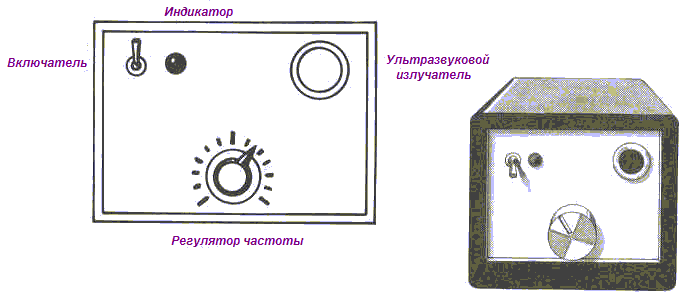 Индикатор
Включатель
Ультразвуковой
излучатель
Регулятор частоты